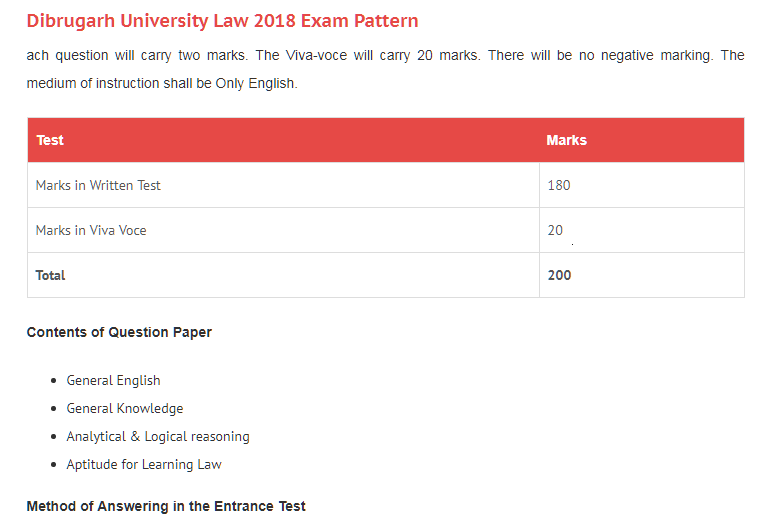 Dibrugarh University Law 2018 Exam Pattern
ach question will carry two marks. The Viva-voce will carry 20 marks. There will be no negative marking. The
medium of instruction shall be Only English.
Test Marks
Marks in Written Test 180
Marks in Viva Voce 20
Total 200
Contents of Question Paper
• General English
• General Knowledge
• Analytical & Logical reasoning
• Aptitude for Learning Law
Method of Answering in the Entrance Test